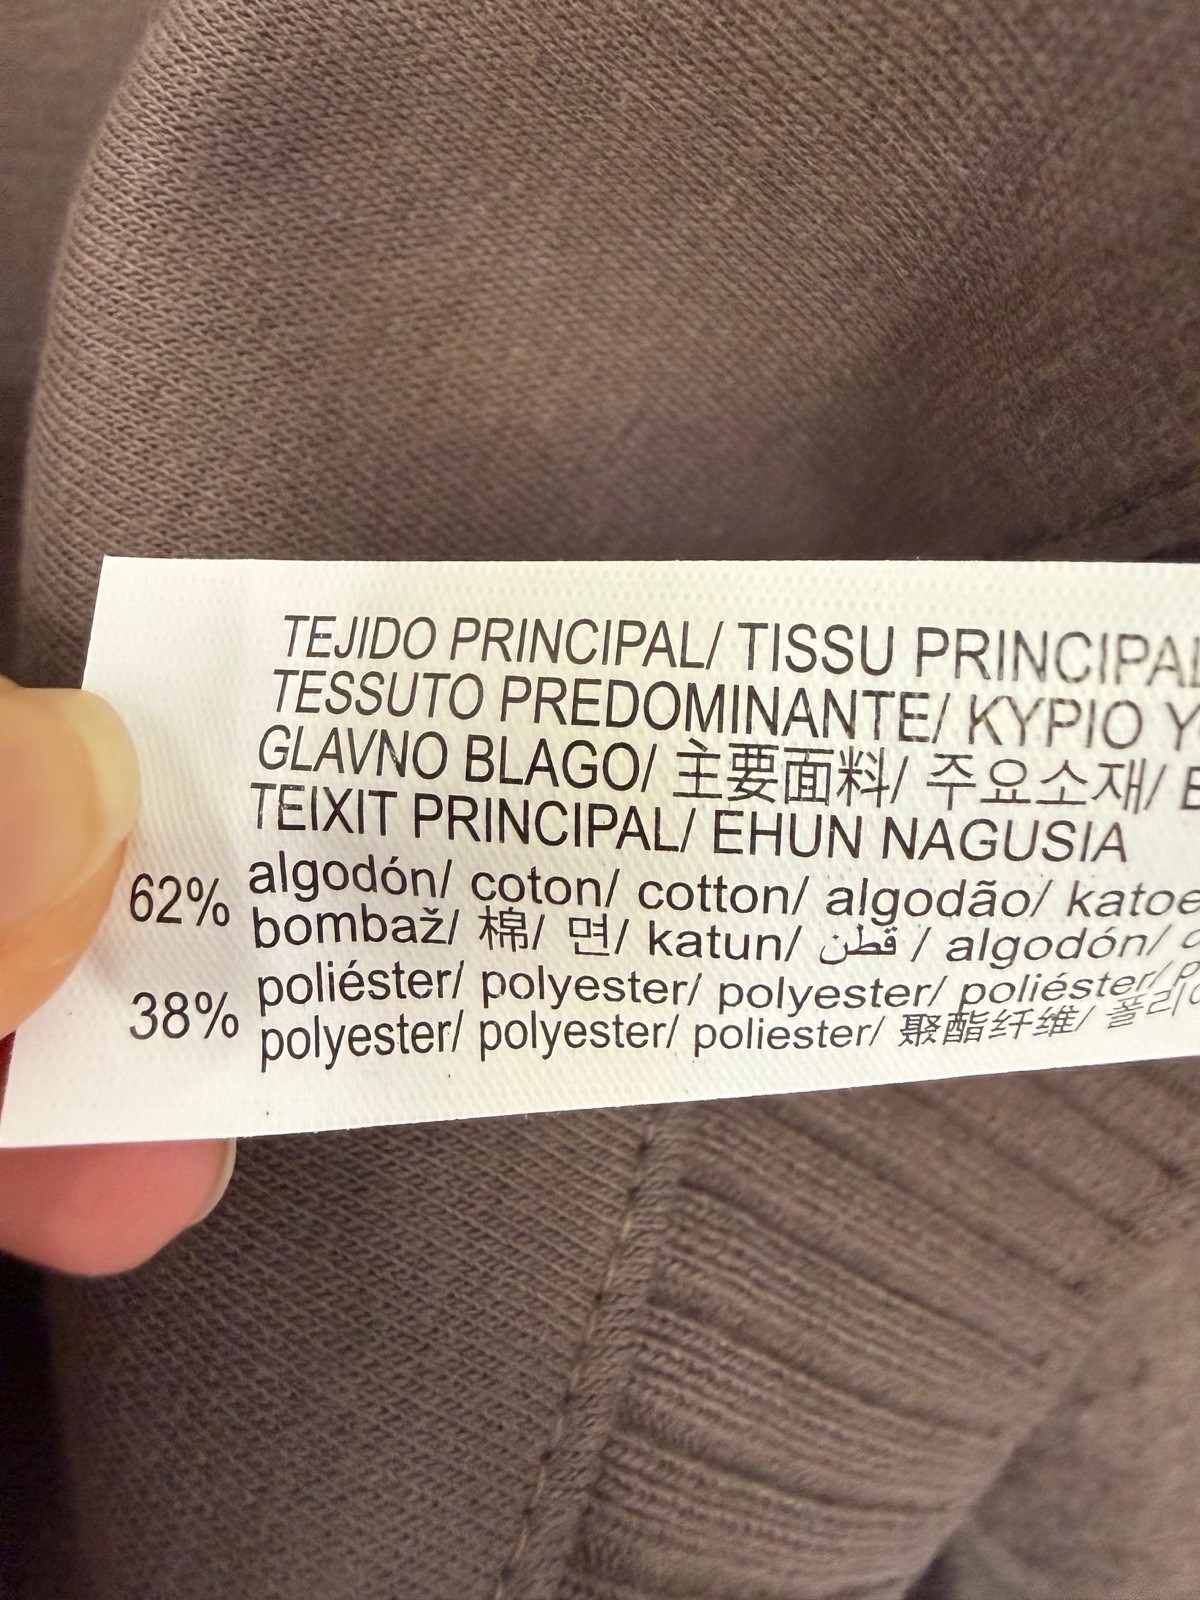 TEJIDO PRINCIPAL/ TISSU PRINCIPAL
TESSUTO PREDOMINANTE/ ΚΥΡΙΟ
GLAVNO BLAGO/ 主要面料/ 주요소재/
TEIXIT PRINCIPAL/ EHUN NAGUSIA
62% algodón/ coton/ cotton/ algodão/
bombaž/ 棉/ 면/ katun/ قطن / algodón/
38% poliéster/ polyester/ polyester/ poliéster/
polyester/ polyester/ poliester/ 聚酯纤维/